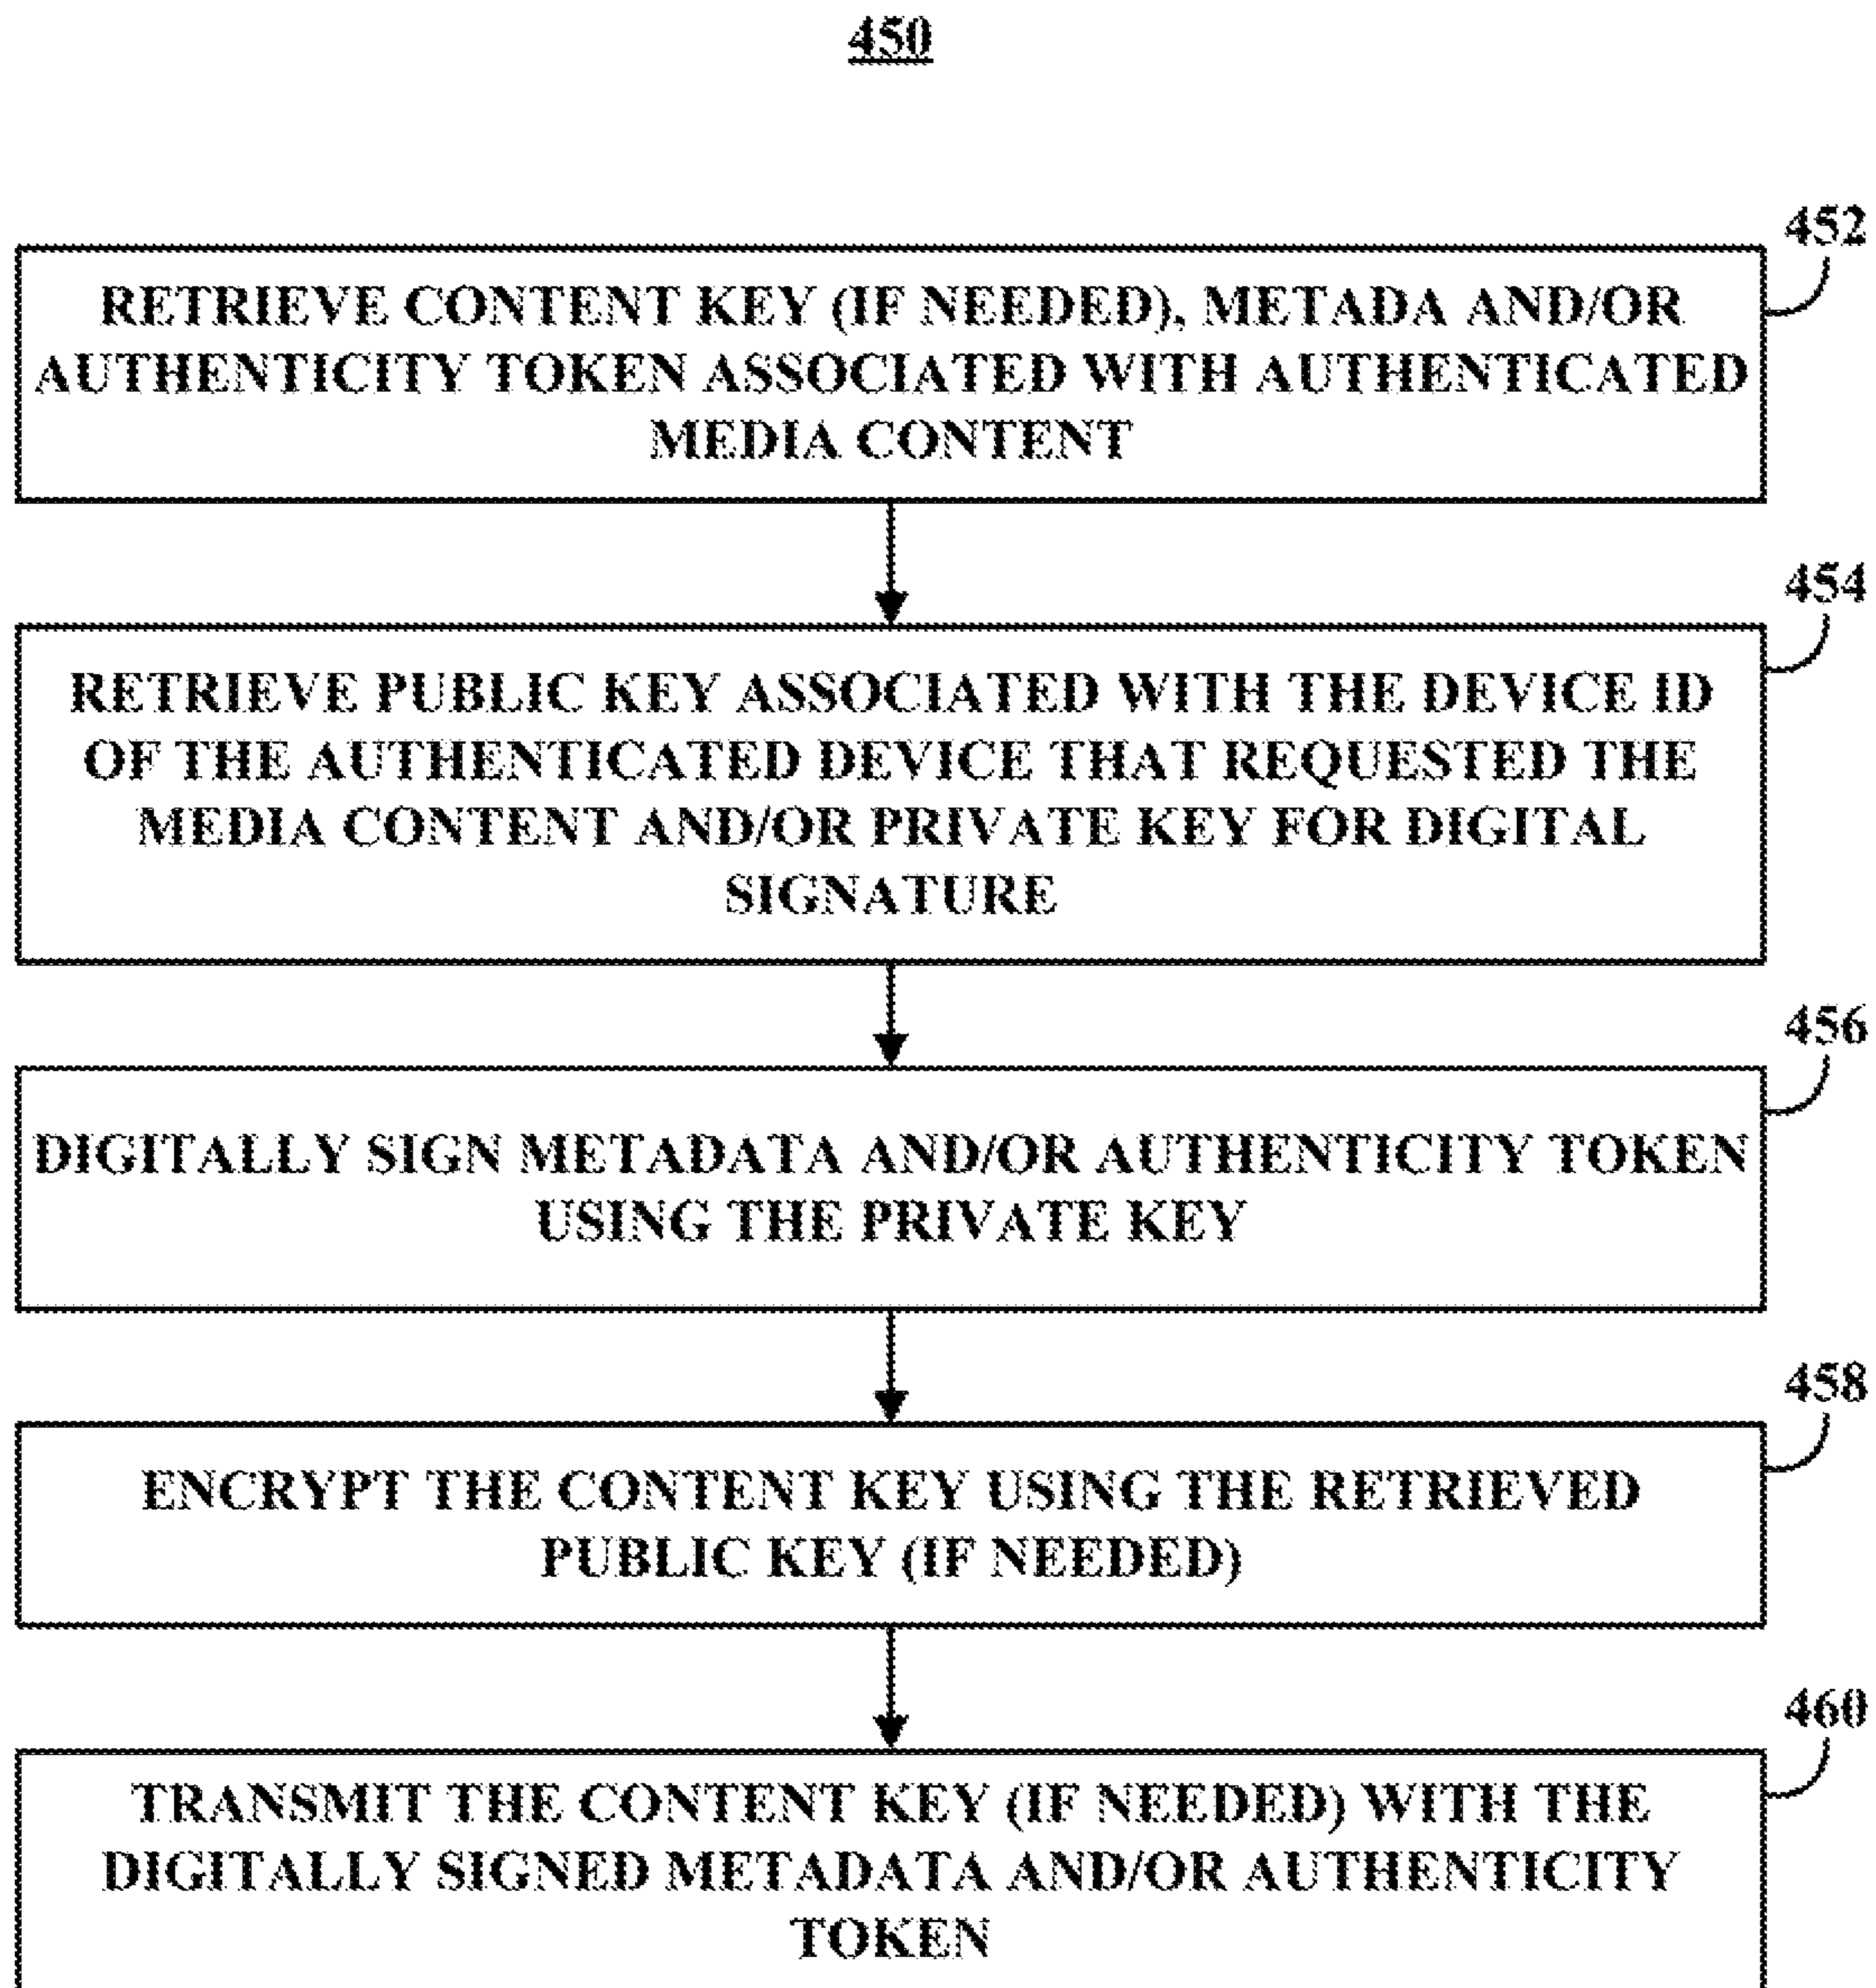 450
452
RETRIEVE CONTENT KEY (IF NEEDED), METADA AND/OR
AUTHENTICITY TOKEN ASSOCIATED WITH AUTHENTICATED
MEDIA CONTENT
454
RETRIEVE PUBLIC KEY ASSOCIATED WITH THE DEVICE ID
OF THE AUTHENTICATED DEVICE THAT REQUESTED THE
MEDIA CONTENT AND/OR PRIVATE KEY FOR DIGITAL
SIGNATURE
456
DIGITALLY SIGN METADATA AND/OR AUTHENTICITY TOKEN
USING THE PRIVATE KEY
458
ENCRYPT THE CONTENT KEY USING THE RETRIEVED
PUBLIC KEY (IF NEEDED)
460
TRANSMIT THE CONTENT KEY (IF NEEDED) WITH THE
DIGITALLY SIGNED METADATA AND/OR AUTHENTICITY
TOKEN